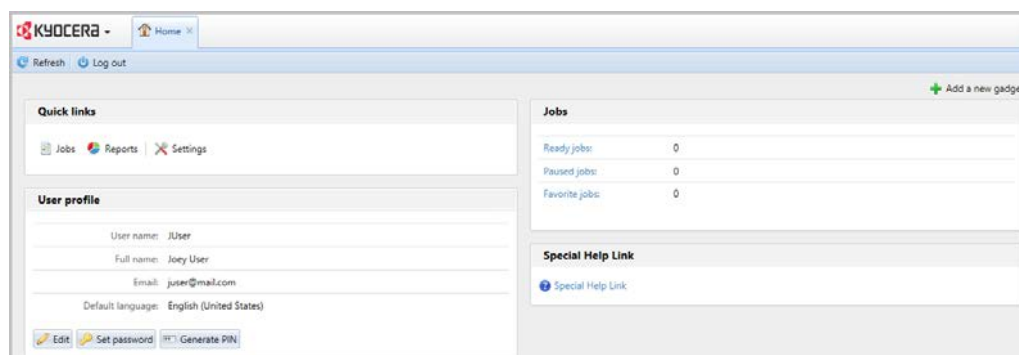 KYOCERA
Home
Refresh Log out
Add a new gadge
Quick links
Jobs Reports Settings
User profile
User name: JUser
Full name: Joey User
Email: juser@mail.com
Default language: English (United States)
Edit Set password Generate PIN
Jobs
Ready jobs: 0
Paused jobs: 0
Favorite jobs: 0
Special Help Link
Special Help Link